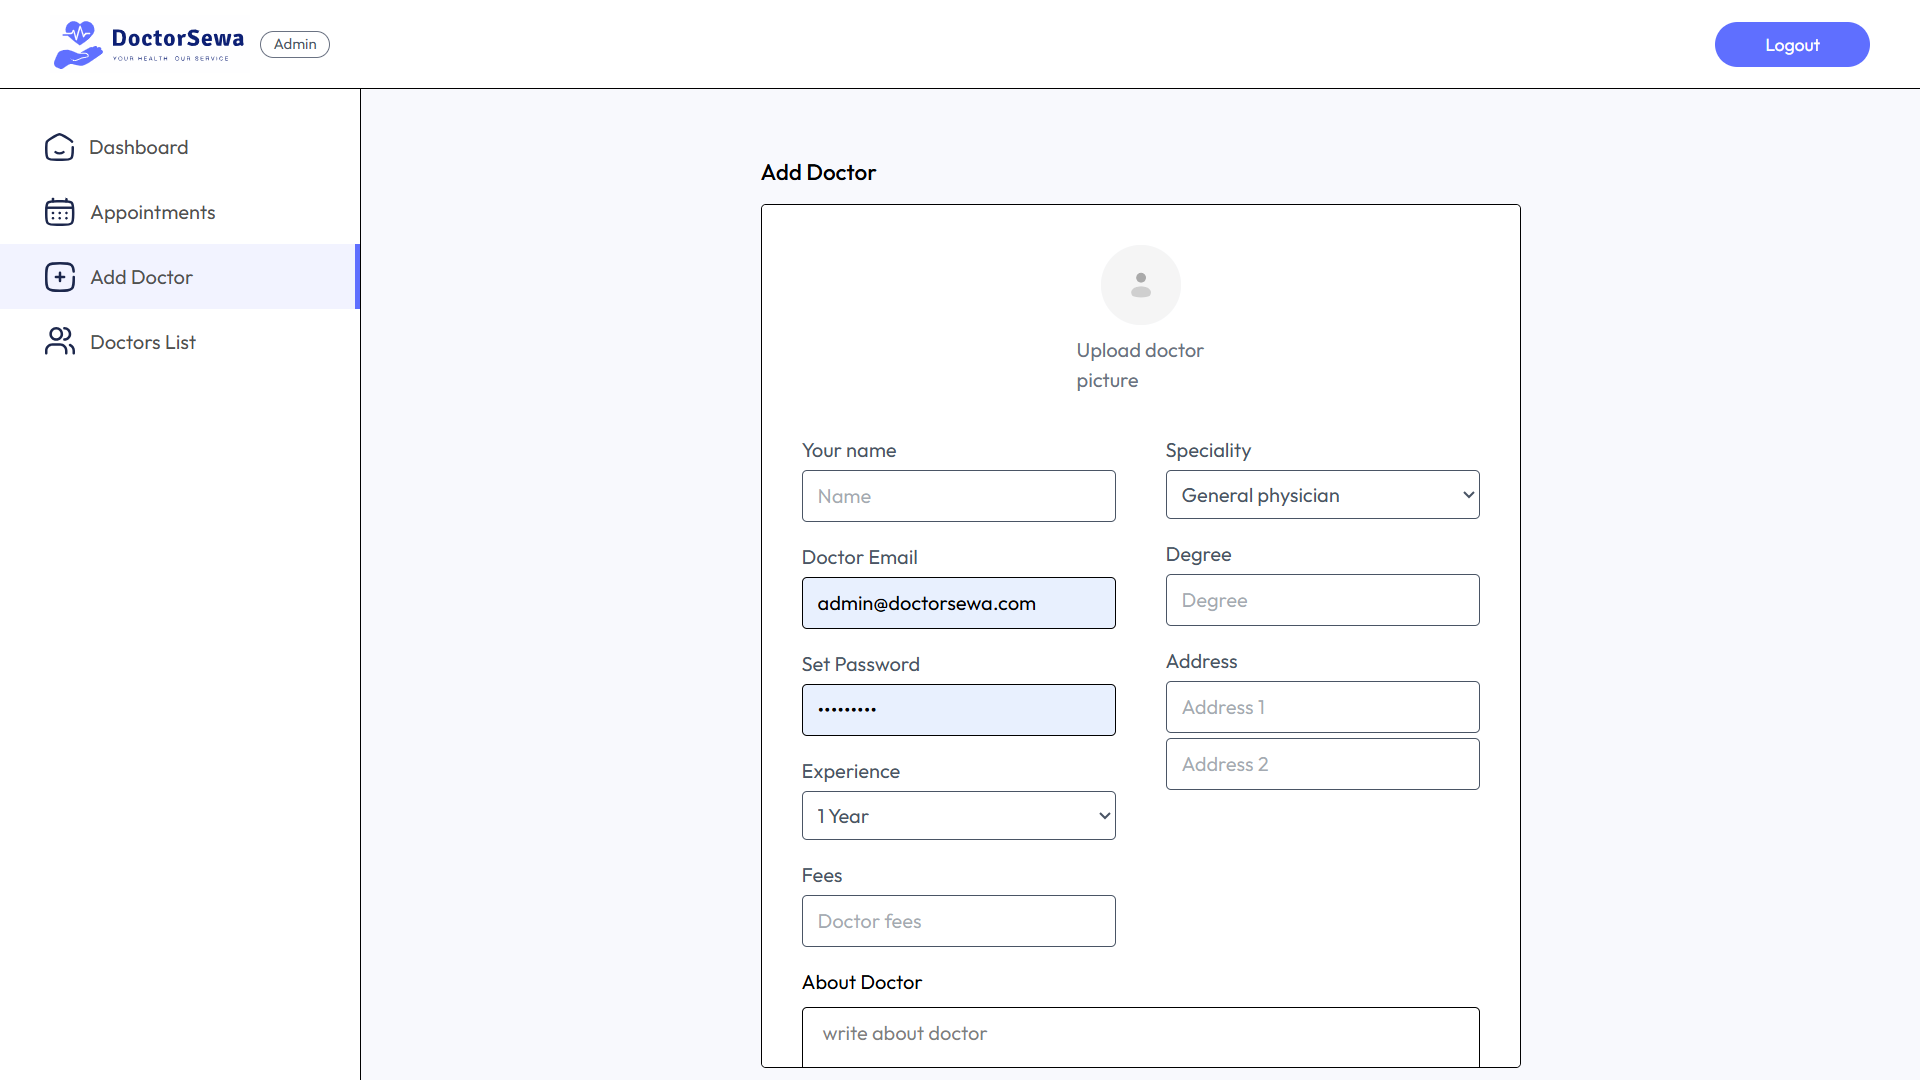 DoctorSewa
YOUR HEALTH OUR SERVICE
Admin
Logout
Dashboard
Appointments
Add Doctor
Doctors List
Add Doctor
Upload doctor
picture
Your name
Name
Doctor Email
admin@doctorsewa.com
Set Password
•••••••••
Experience
1 Year
Fees
Doctor fees
Speciality
General physician
Degree
Degree
Address
Address 1
Address 2
About Doctor
write about doctor